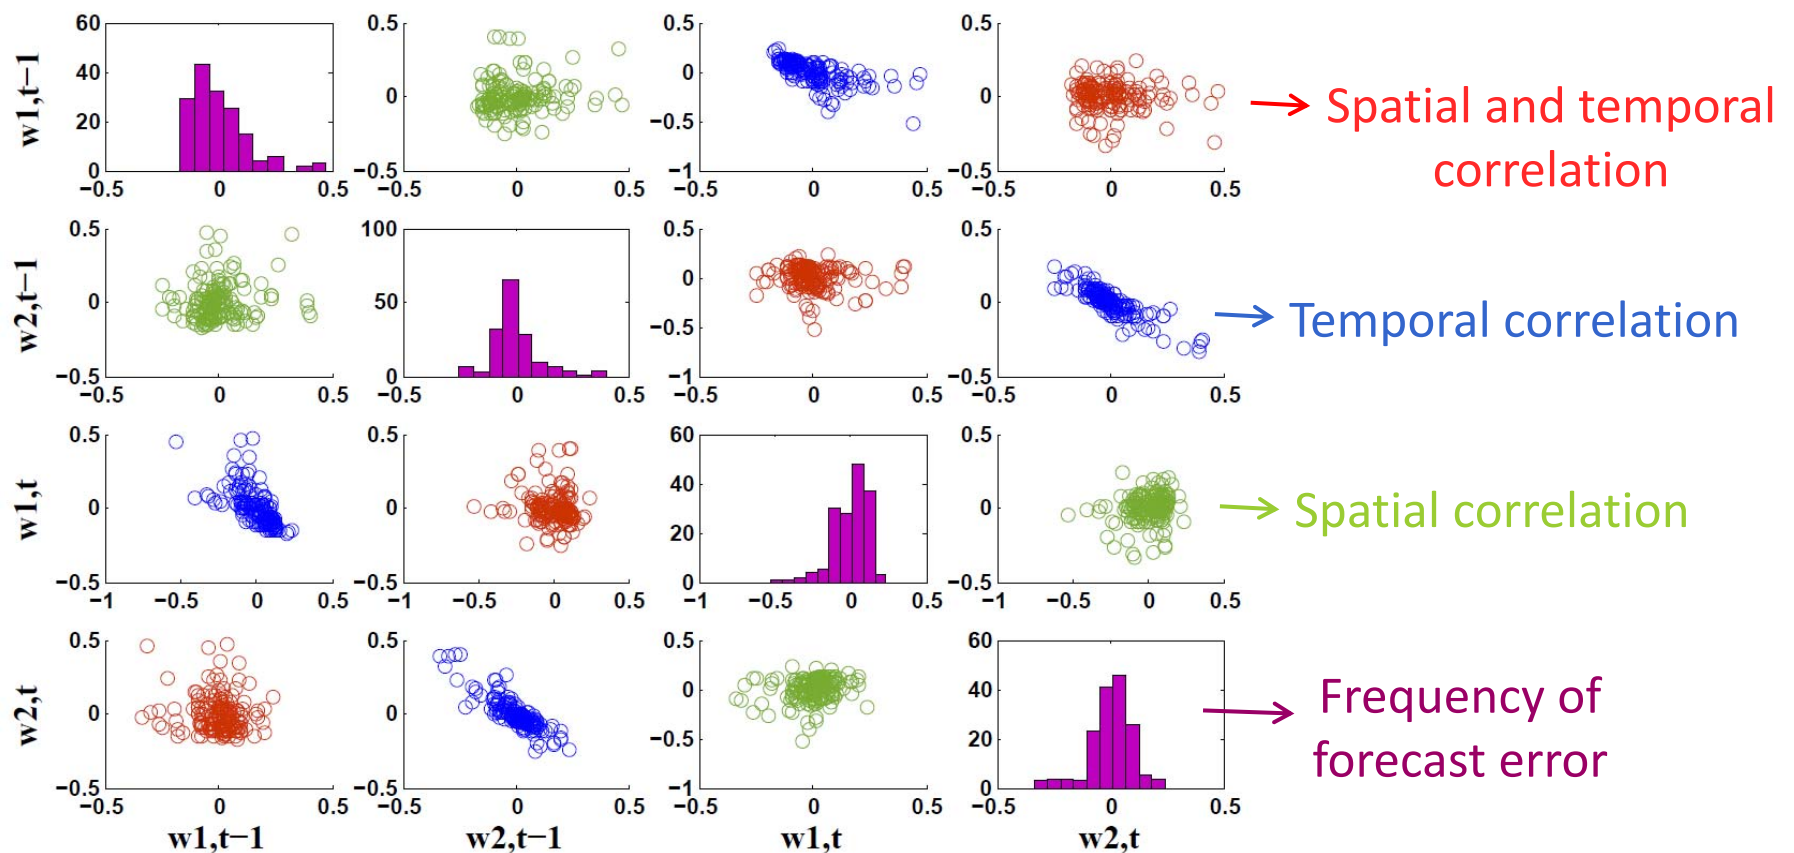 w1,t−1
60
40
20
0
−0.5 0 0.5
0.5
0
−0.5
−0.5 0 0.5
0.5
0
−0.5
−1
−0.5 0 0.5
0.5
0
−0.5
−0.5 0 0.5
Spatial and temporal
correlation
w2,t−1
0.5
0
−0.5
−0.5 0 0.5
100
50
0
−0.5 0 0.5
0.5
0
−0.5
−1
−0.5 0 0.5
0.5
0
−0.5
−0.5 0 0.5
Temporal correlation
w1,t
0.5
0
−0.5
−1 −0.5 0 0.5
0.5
0
−0.5
−1 −0.5 0 0.5
60
40
20
0
−1 −0.5 0 0.5
0.5
0
−0.5
−1 −0.5 0 0.5
Spatial correlation
w2,t
0.5
0
−0.5
−0.5 0 0.5
0.5
0
−0.5
−0.5 0 0.5
0.5
0
−0.5
−1
−0.5 0 0.5
60
40
20
0
−0.5 0 0.5
Frequency of
forecast error
w1,t−1 w2,t−1 w1,t w2,t